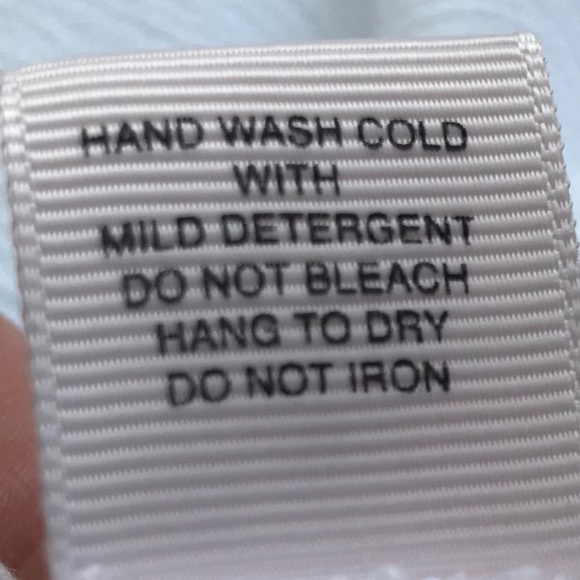 HAND WASH COLD
WITH
MILD DETERGENT
DO NOT BLEACH
HANG TO DRY
DO NOT IRON